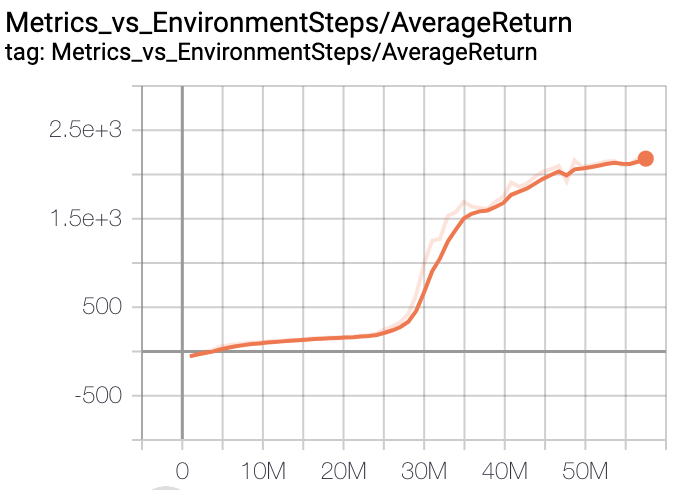 Metrics_vs_EnvironmentSteps/AverageReturn
tag: Metrics_vs_EnvironmentSteps/AverageReturn
2.5e+3
1.5e+3
500
-500
0 10M 20M 30M 40M 50M